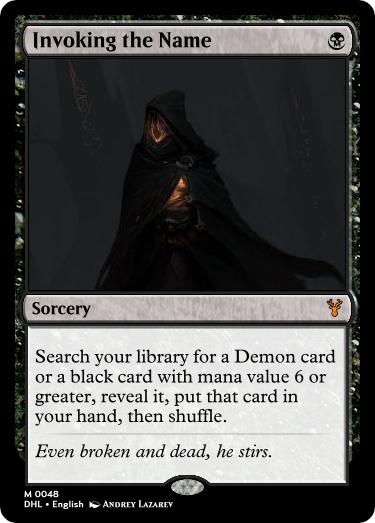 Invoking the Name
Sorcery
Search your library for a Demon card
or a black card with mana value 6 or
greater, reveal it, put that card in
your hand, then shuffle.
Even broken and dead, he stirs.
M 0048
DHL • English Andrey Lazarev